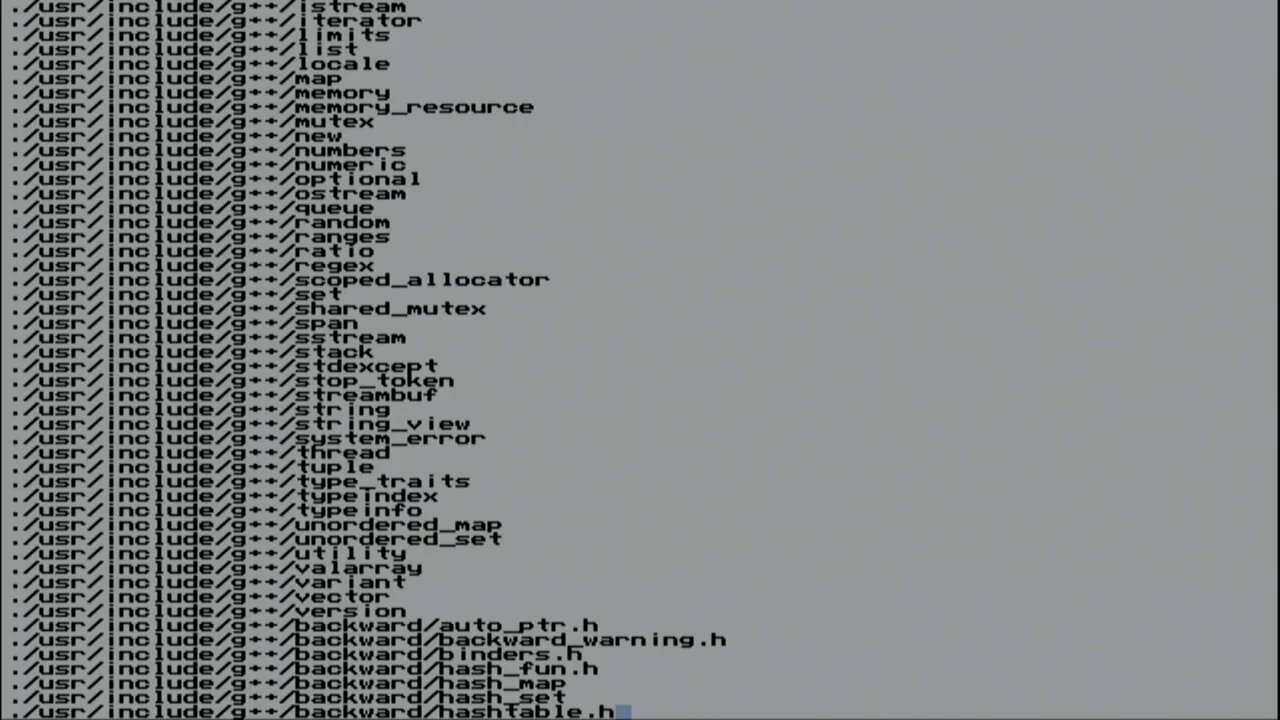 ./usr/include/g++/istream
./usr/include/g++/iterator
./usr/include/g++/limits
./usr/include/g++/list
./usr/include/g++/locale
./usr/include/g++/map
./usr/include/g++/memory
./usr/include/g++/memory_resource
./usr/include/g++/mutex
./usr/include/g++/new
./usr/include/g++/numbers
./usr/include/g++/numeric
./usr/include/g++/optional
./usr/include/g++/ostream
./usr/include/g++/queue
./usr/include/g++/random
./usr/include/g++/ranges
./usr/include/g++/ratio
./usr/include/g++/regex
./usr/include/g++/scoped_allocator
./usr/include/g++/set
./usr/include/g++/shared_mutex
./usr/include/g++/span
./usr/include/g++/sstream
./usr/include/g++/stack
./usr/include/g++/stdexcept
./usr/include/g++/stop_token
./usr/include/g++/streambuf
./usr/include/g++/string
./usr/include/g++/string_view
./usr/include/g++/system_error
./usr/include/g++/thread
./usr/include/g++/tuple
./usr/include/g++/type_traits
./usr/include/g++/typeindex
./usr/include/g++/typeinfo
./usr/include/g++/unordered_map
./usr/include/g++/unordered_set
./usr/include/g++/utility
./usr/include/g++/valarray
./usr/include/g++/variant
./usr/include/g++/vector
./usr/include/g++/version
./usr/include/g++/backward/auto_ptr.h
./usr/include/g++/backward/backward_warning.h
./usr/include/g++/backward/binders.h
./usr/include/g++/backward/hash_fun.h
./usr/include/g++/backward/hash_map
./usr/include/g++/backward/hash_set
./usr/include/g++/backward/hashtable.h